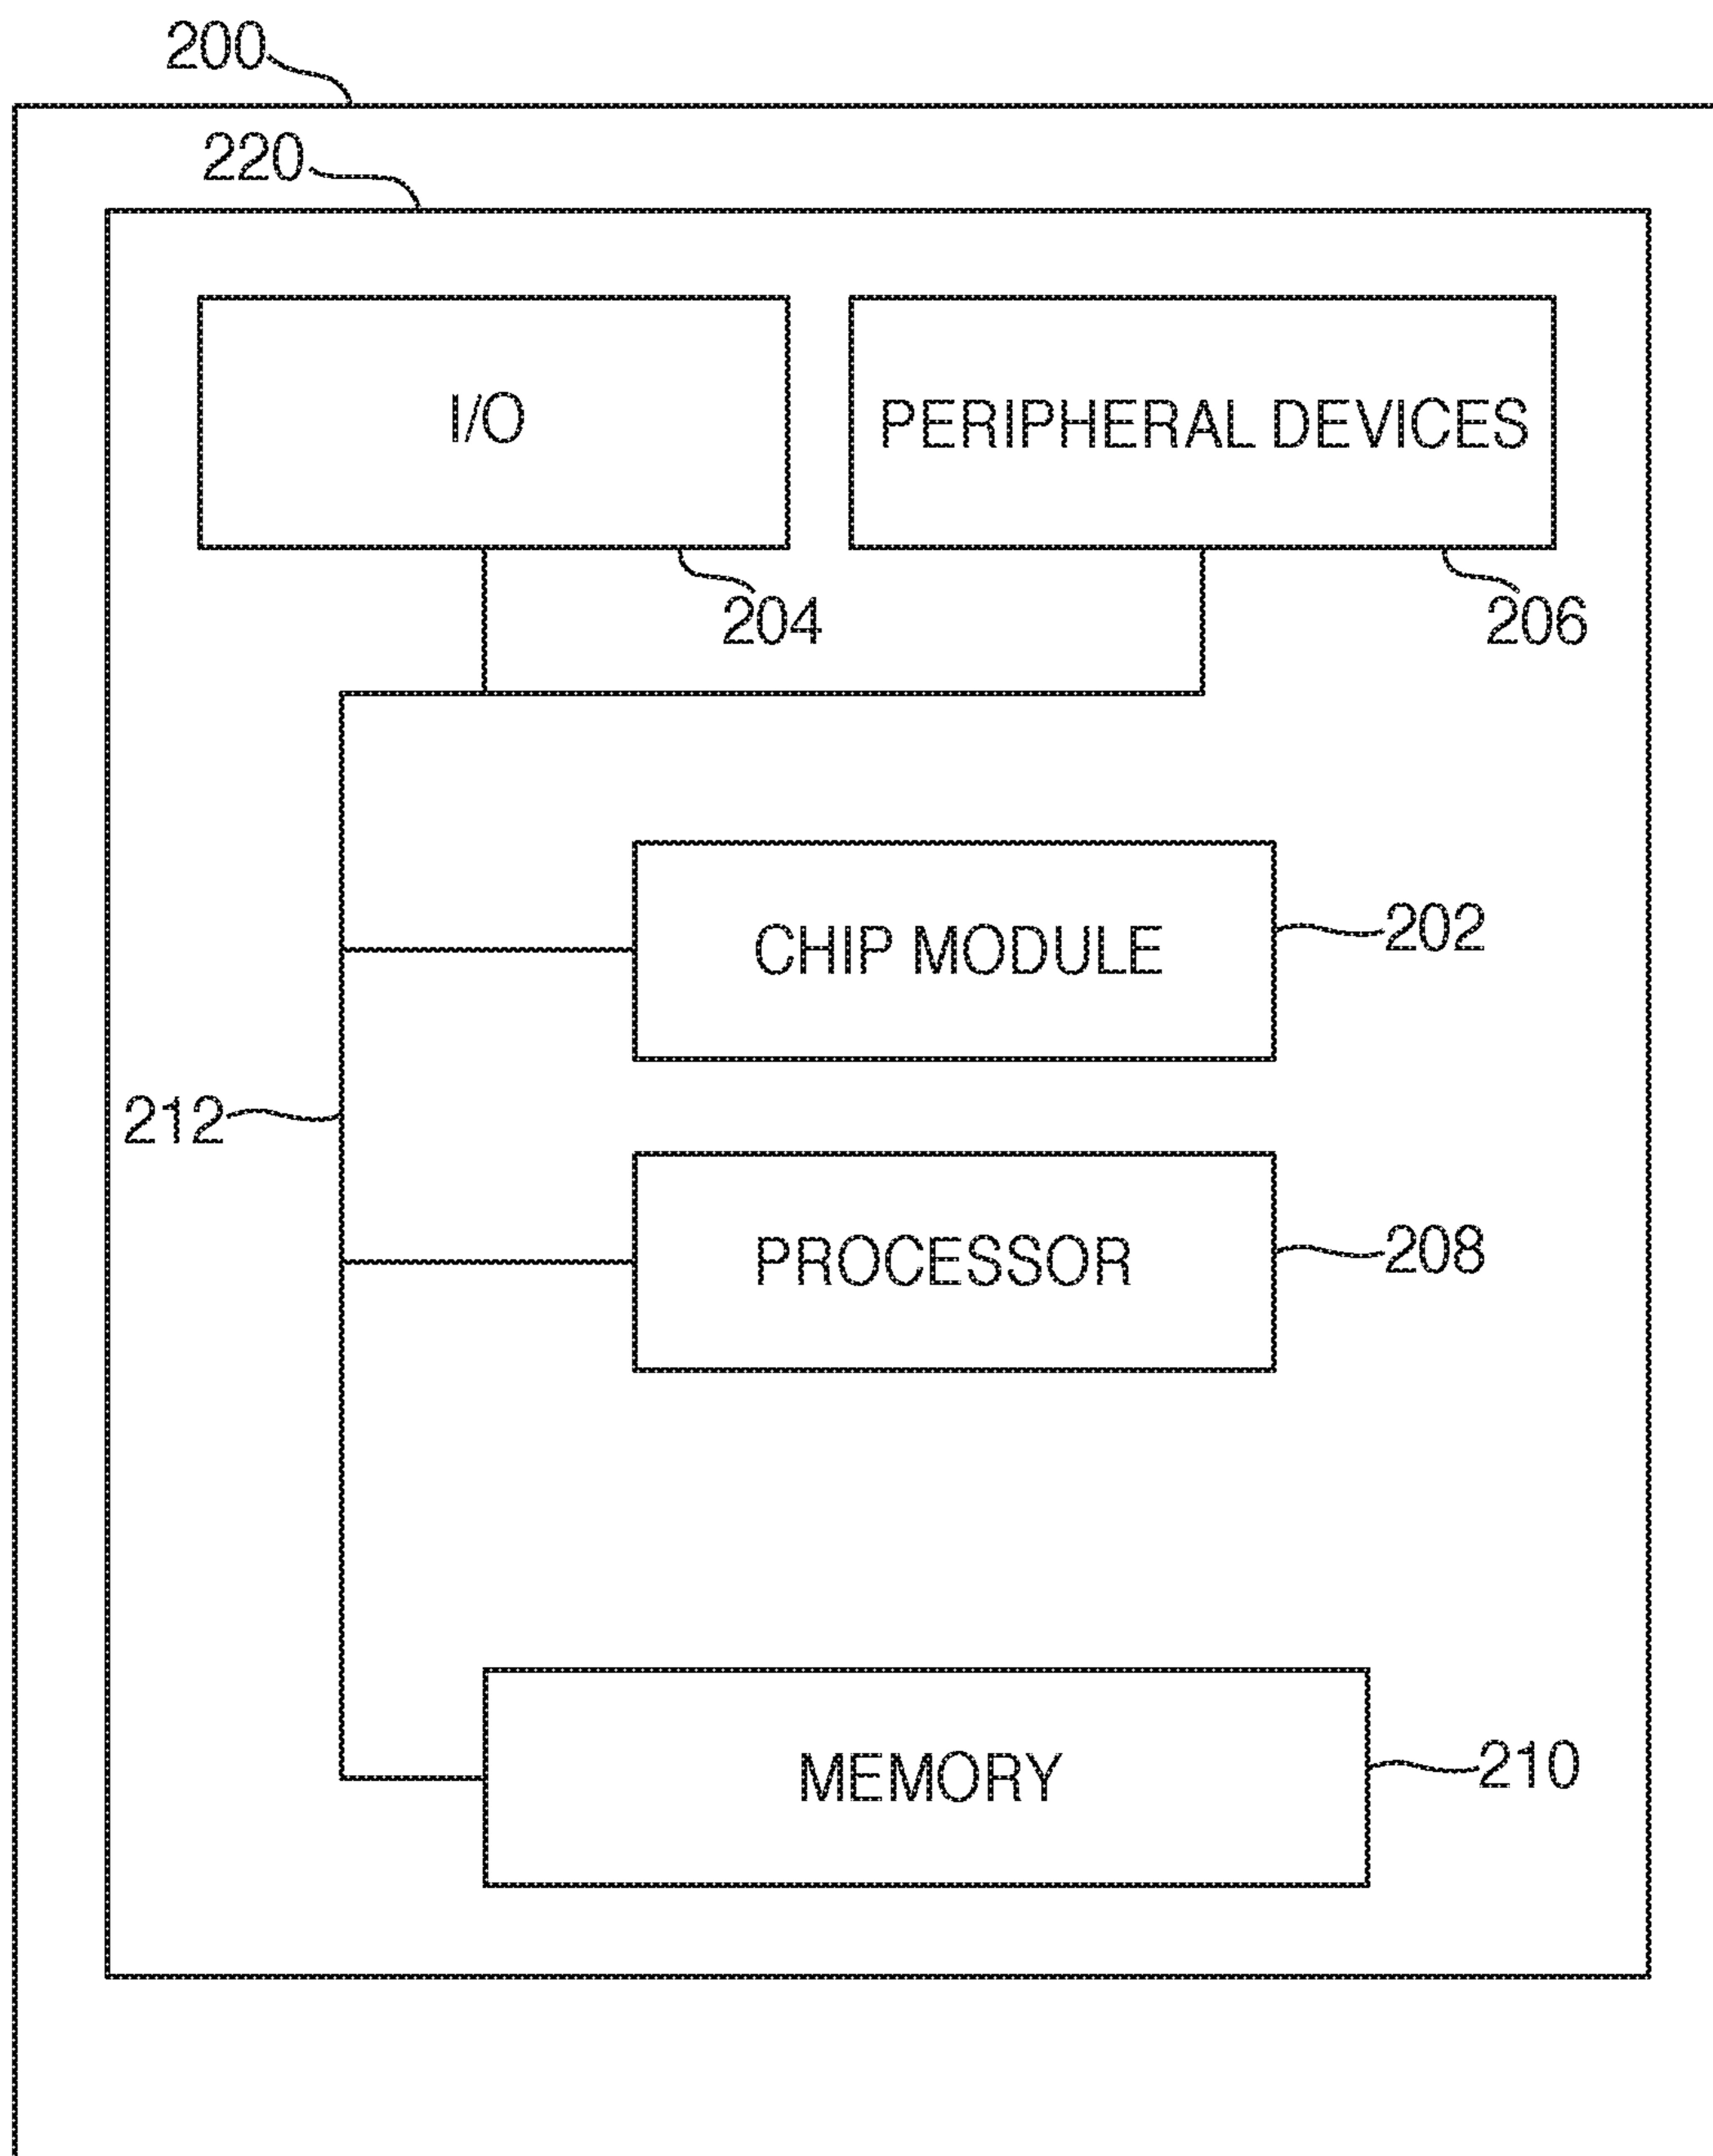 200
220
I/O
PERIPHERAL DEVICES
204
206
CHIP MODULE
202
212
PROCESSOR
208
MEMORY
210